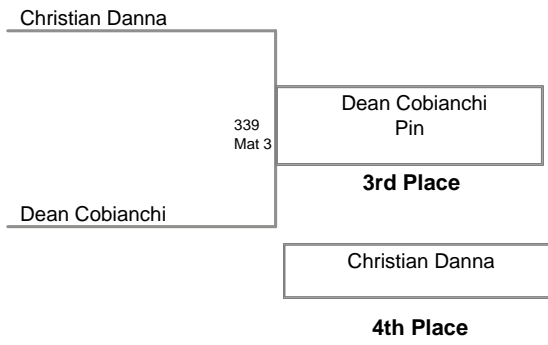 Christian Danna
Dean Cobianchi
Pin
339
Mat 3
3rd Place
Dean Cobianchi
Christian Danna
4th Place